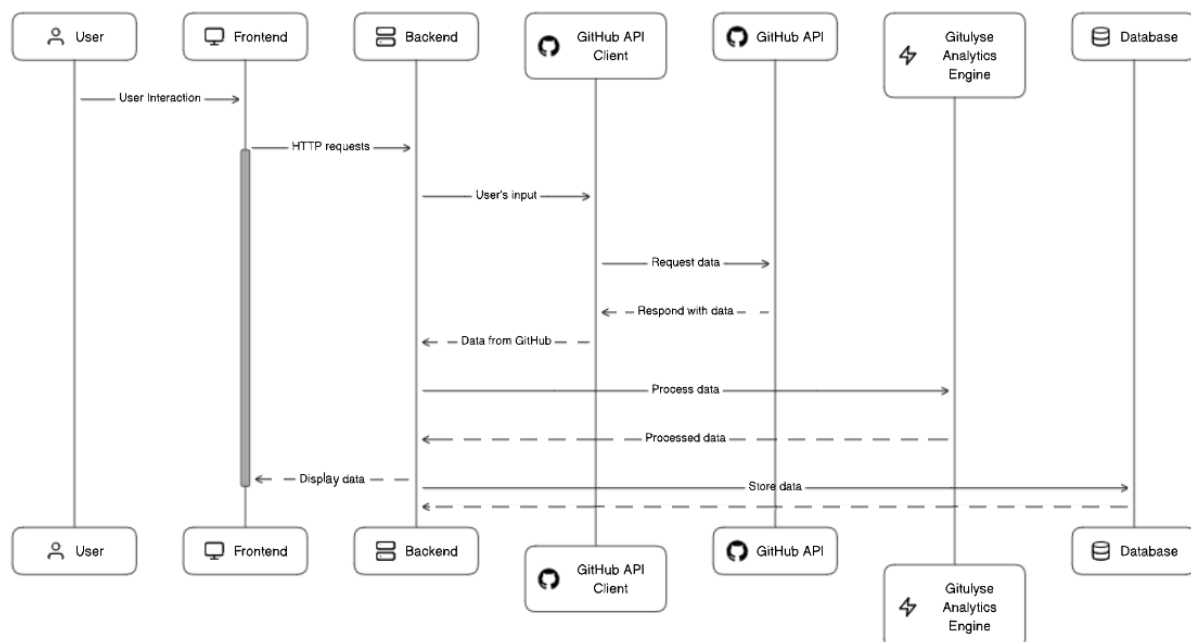 User
Frontend
Backend
GitHub API
Client
GitHub API
Gitulyse
Analytics
Engine
Database
User Interaction
HTTP requests
User's input
Request data
Respond with data
Data from GitHub
Process data
Processed data
Display data
Store data
User
Frontend
Backend
GitHub API
Client
GitHub API
Gitulyse
Analytics
Engine
Database